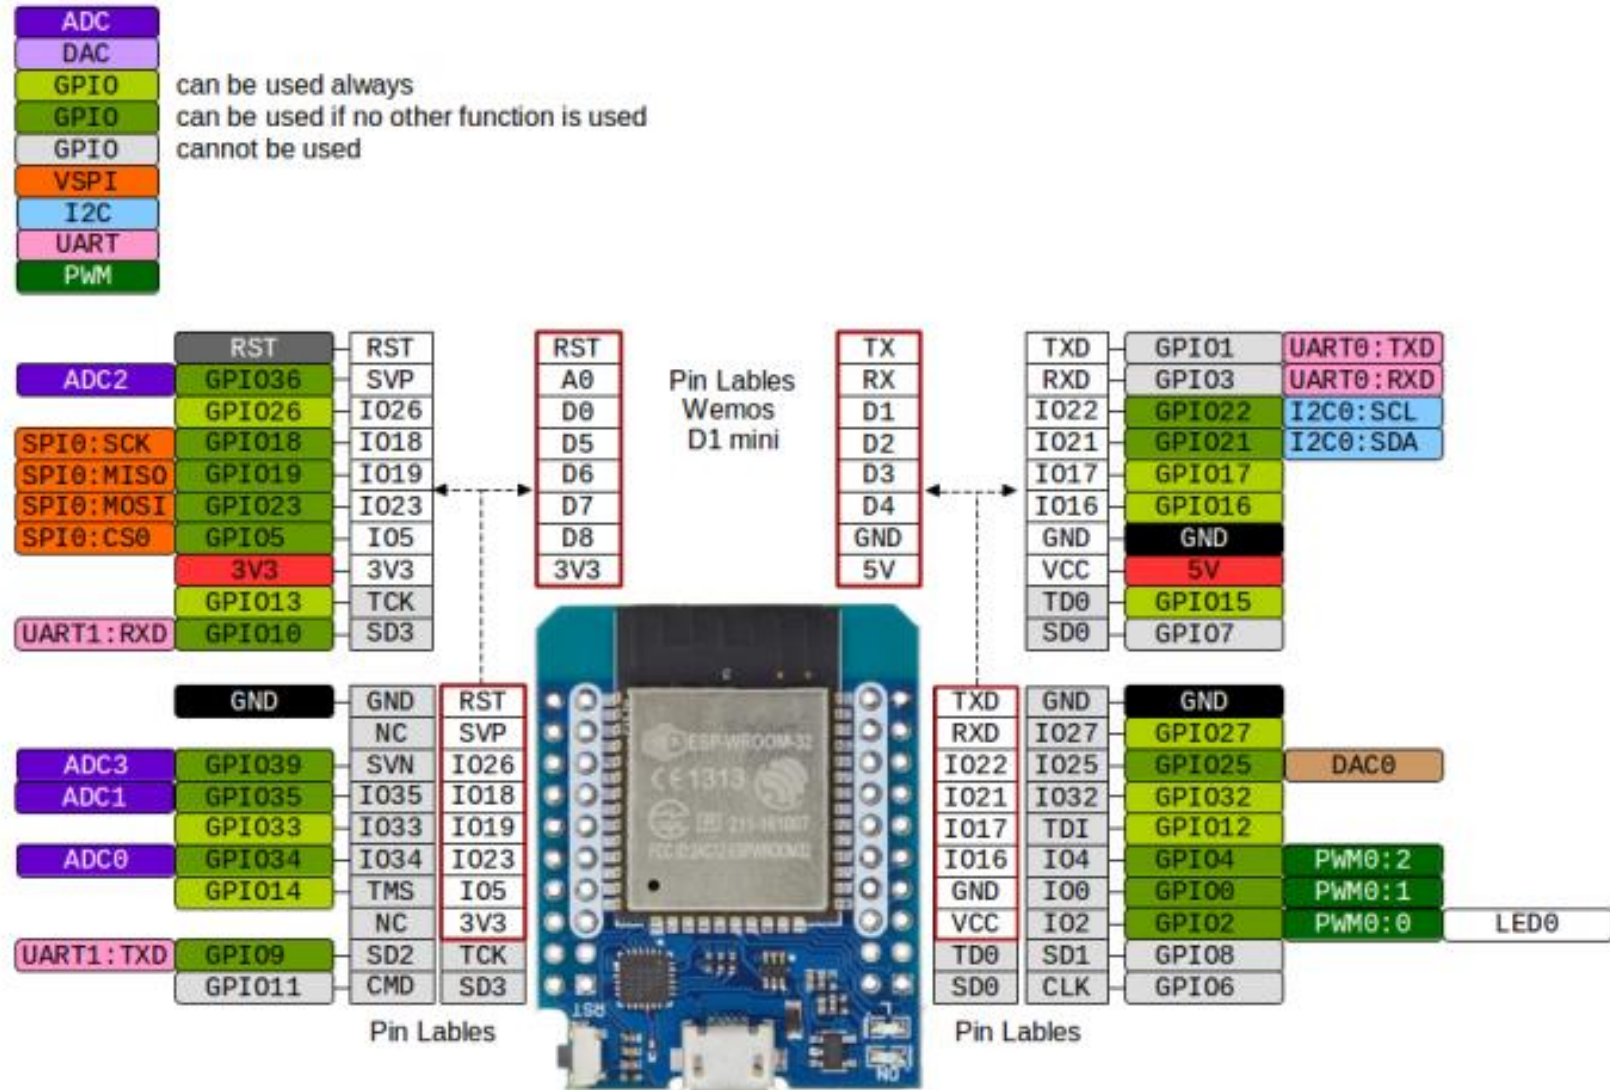 ADC
DAC
GPIO can be used always
GPIO can be used if no other function is used
GPIO cannot be used
VSPI
I2C
UART
PWM
RST RST RST TX TXD GPIO1 UART0:TXD
ADC2 GPIO36 SVP A0 Pin Lables RX RXD GPIO3 UART0:RXD
GPIO26 IO26 D0 Wemos D1 IO22 GPIO22 I2C0:SCL
SPI0:SCK GPIO18 IO18 D5 D1 mini D2 IO21 GPIO21 I2C0:SDA
SPI0:MISO GPIO19 IO19 D6 D3 IO17 GPIO17
SPI0:MOSI GPIO23 IO23 D7 D4 IO16 GPIO16
SPI0:CS0 GPIO5 IO5 D8 GND GND GND
3V3 3V3 3V3 5V VCC 5V
GPIO13 TCK TD0 GPIO15
UART1:RXD GPIO10 SD3 SD0 GPIO7
GND GND RST TXD GND GND
NC SVP ESP-WROOM-32 RXD IO27 GPIO27
ADC3 GPIO39 SVN IO26 CE1313 IO22 IO25 GPIO25 DAC0
ADC1 GPIO35 IO35 IO18 IO21 IO32 GPIO32
GPIO33 IO33 IO19 211-161007 IO17 TDI GPIO12
ADC0 GPIO34 IO34 IO23 IO16 IO4 GPIO4 PWM0:2
GPIO14 TMS IO5 GND IO0 GPIO0 PWM0:1
NC 3V3 VCC IO2 GPIO2 PWM0:0 LED0
UART1:TXD GPIO9 SD2 TCK TD0 SD1 GPIO8
GPIO11 CMD SD3 SD0 CLK GPIO6
Pin Lables RST L Pin Lables
ON